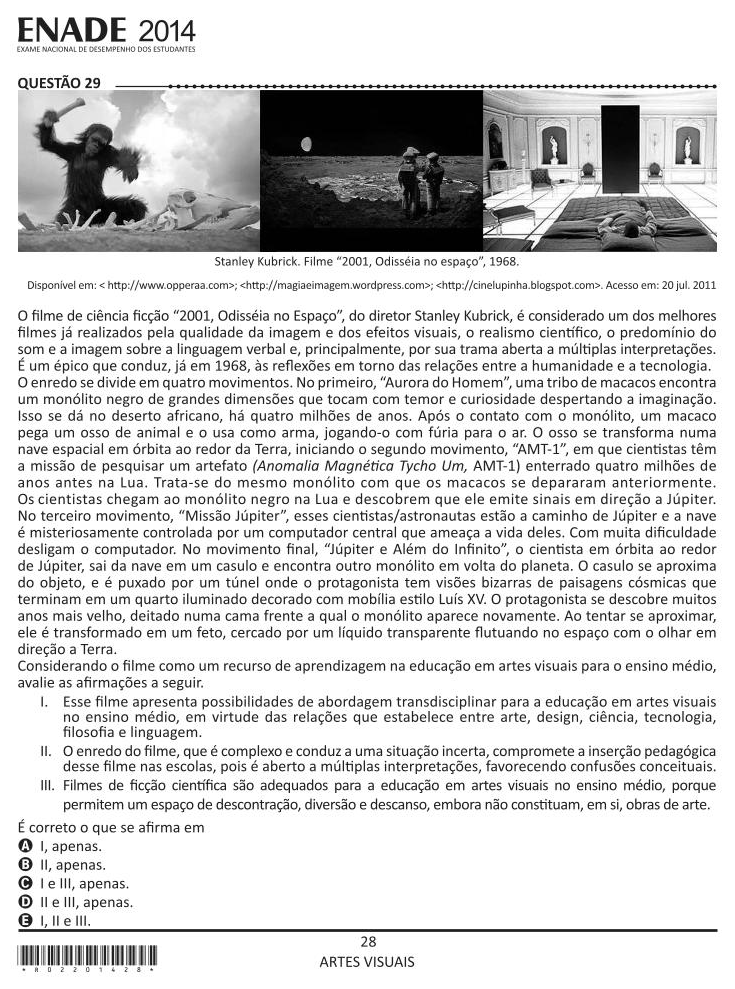 ENADE 2014
EXAME NACIONAL DE DESEMPENHO DOS ESTUDANTES
QUESTÃO 29
Stanley Kubrick. Filme “2001, Odisséia no espaço”, 1968.
Disponível em: < http://www.opperaa.com>; <http://magiaeimagem.wordpress.com>; <http://cinelupinha.blogspot.com>. Acesso em: 20 jul. 2011
O filme de ciência ficção “2001, Odisséia no Espaço”, do diretor Stanley Kubrick, é considerado um dos melhores
filmes já realizados pela qualidade da imagem e dos efeitos visuais, o realismo científico, o predomínio do
som e a imagem sobre a linguagem verbal e, principalmente, por sua trama aberta a múltiplas interpretações.
É um épico que conduz, já em 1968, às reflexões em torno das relações entre a humanidade e a tecnologia.
O enredo se divide em quatro movimentos. No primeiro, “Aurora do Homem”, uma tribo de macacos encontra
um monólito negro de grandes dimensões que tocam com temor e curiosidade despertando a imaginação.
Isso se dá no deserto africano, há quatro milhões de anos. Após o contato com o monólito, um macaco
pega um osso de animal e o usa como arma, jogando-o com fúria para o ar. O osso se transforma numa
nave espacial em órbita ao redor da Terra, iniciando o segundo movimento, “AMT-1”, em que cientistas têm
a missão de pesquisar um artefato (Anomalia Magnética Tycho Um, AMT-1) enterrado quatro milhões de
anos antes na Lua. Trata-se do mesmo monólito com que os macacos se depararam anteriormente.
Os cientistas chegam ao monólito negro na Lua e descobrem que ele emite sinais em direção a Júpiter.
No terceiro movimento, “Missão Júpiter”, esses cientistas/astronautas estão a caminho de Júpiter e a nave
é misteriosamente controlada por um computador central que ameaça a vida deles. Com muita dificuldade
desligam o computador. No movimento final, “Júpiter e Além do Infinito”, o cientista em órbita ao redor
de Júpiter, sai da nave em um casulo e encontra outro monólito em volta do planeta. O casulo se aproxima
do objeto, e é puxado por um túnel onde o protagonista tem visões bizarras de paisagens cósmicas que
terminam em um quarto iluminado decorado com mobília estilo Luís XV. O protagonista se descobre muitos
anos mais velho, deitado numa cama frente a qual o monólito aparece novamente. Ao tentar se aproximar,
ele é transformado em um feto, cercado por um líquido transparente flutuando no espaço com o olhar em
direção a Terra.
Considerando o filme como um recurso de aprendizagem na educação em artes visuais para o ensino médio,
avalie as afirmações a seguir.
I. Esse filme apresenta possibilidades de abordagem transdisciplinar para a educação em artes visuais
no ensino médio, em virtude das relações que estabelece entre arte, design, ciência, tecnologia,
filosofia e linguagem.
II. O enredo do filme, que é complexo e conduz a uma situação incerta, compromete a inserção pedagógica
desse filme nas escolas, pois é aberto a múltiplas interpretações, favorecendo confusões conceituais.
III. Filmes de ficção científica são adequados para a educação em artes visuais no ensino médio, porque
permitem um espaço de descontração, diversão e descanso, embora não constituam, em si, obras de arte.
É correto o que se afirma em
A I, apenas.
B II, apenas.
C I e III, apenas.
D II e III, apenas.
E I, II e III.
28
ARTES VISUAIS
*R0220142８*